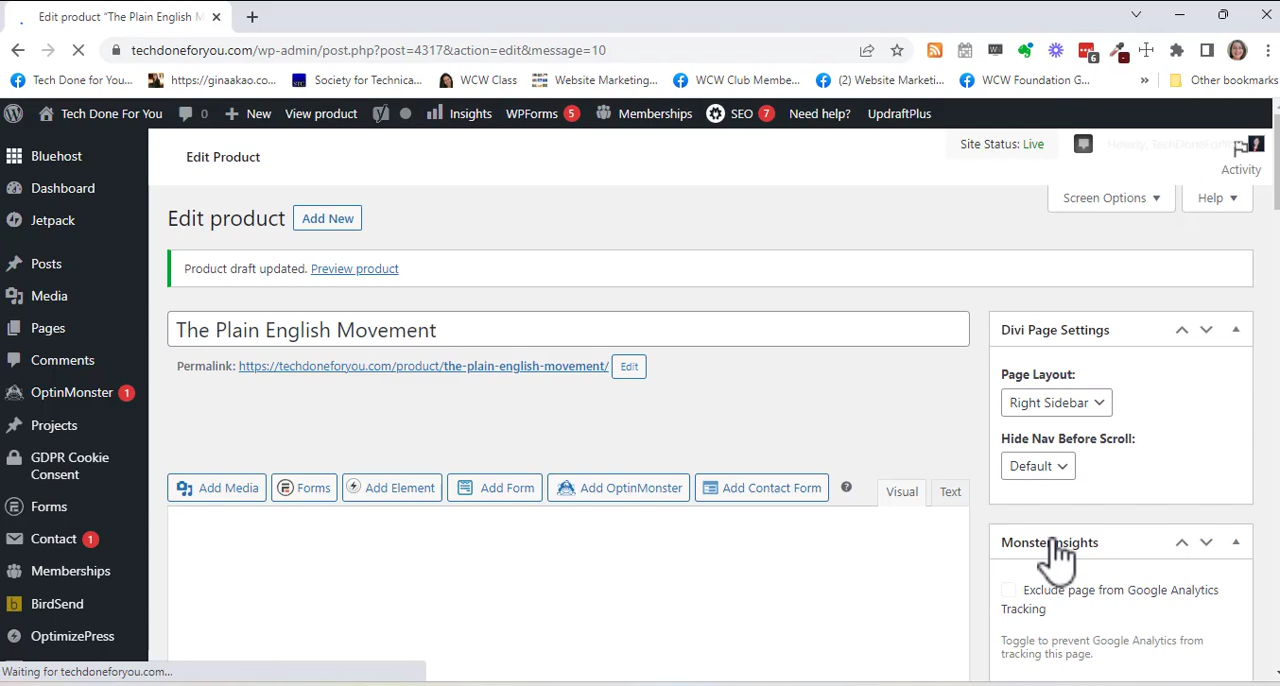 Edit product “The Plain English M
techdoneforyou.com/wp-admin/post.php?post=4317&action=edit&message=10
6
Tech Done for You...
https://ginaakao.co...
Society for Technica...
WCW Class
Website Marketing...
WCW Club Membe...
(2) Website Marketi...
WCW Foundation G...
»
Other bookmarks
Tech Done For You
0
+ New
View product
Insights
WPForms 5
Memberships
SEO 7
Need help?
UpdraftPlus
Bluehost
Dashboard
Jetpack
Posts
Media
Pages
Comments
OptinMonster 1
Projects
GDPR Cookie
Consent
Forms
Contact 1
Memberships
BirdSend
OptimizePress
Edit Product
Site Status: Live
Howdy, TechDoneForYo
Activity
Screen Options
Help
Edit product
Add New
Product draft updated. Preview product
The Plain English Movement
Permalink: https://techdoneforyou.com/product/the-plain-english-movement/
Edit
Add Media
Forms
Add Element
Add Form
Add OptinMonster
Add Contact Form
?
Visual
Text
Divi Page Settings
Page Layout:
Right Sidebar
Hide Nav Before Scroll:
Default
MonsterInsights
Exclude page from Google Analytics
Tracking
Toggle to prevent Google Analytics from
tracking this page.
Waiting for techdoneforyou.com...